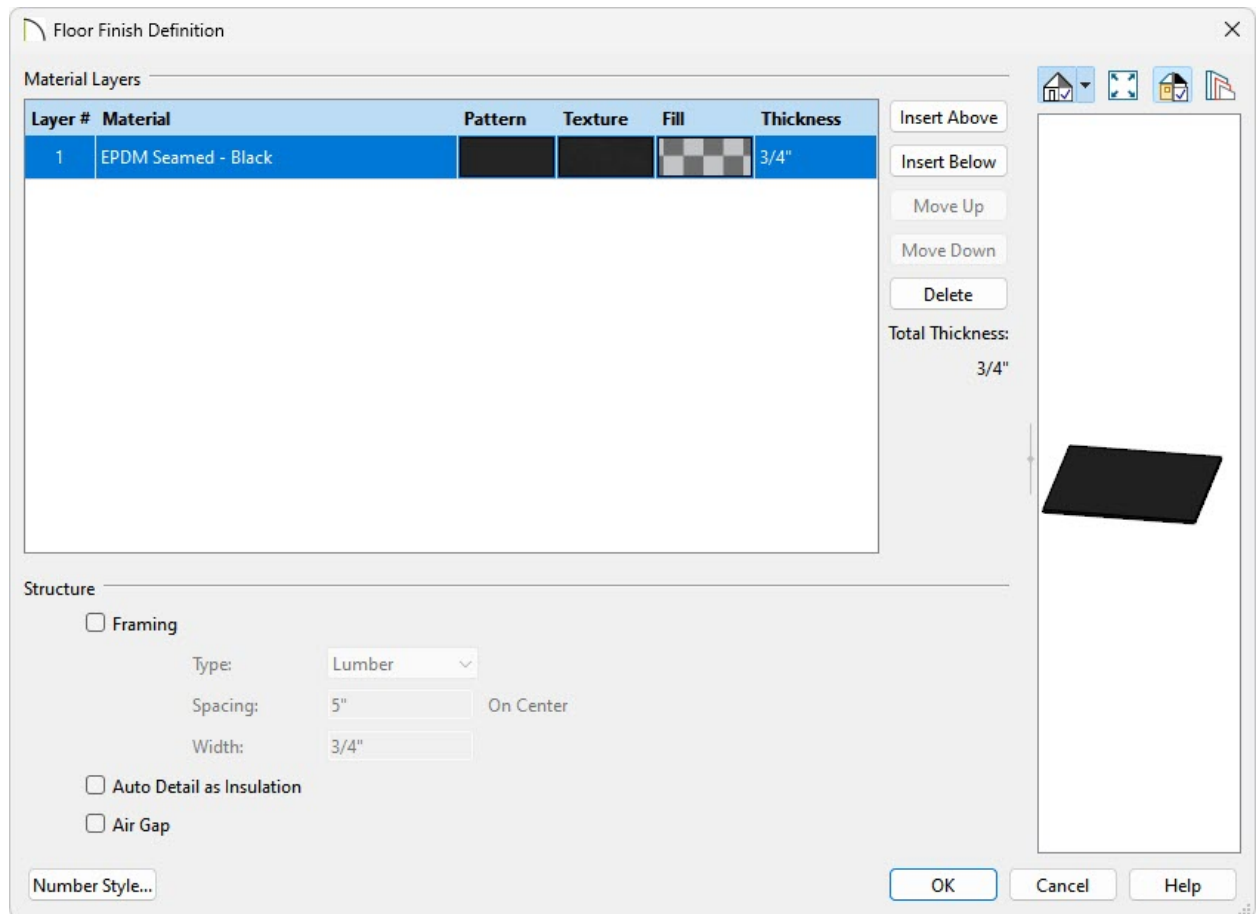 Floor Finish Definition
Material Layers
Layer # Material Pattern Texture Fill Thickness
1 EPDM Seamed - Black 3/4"
Insert Above
Insert Below
Move Up
Move Down
Delete
Total Thickness:
3/4"
Structure
Framing
Type: Lumber
Spacing: 5" On Center
Width: 3/4"
Auto Detail as Insulation
Air Gap
Number Style... OK Cancel Help